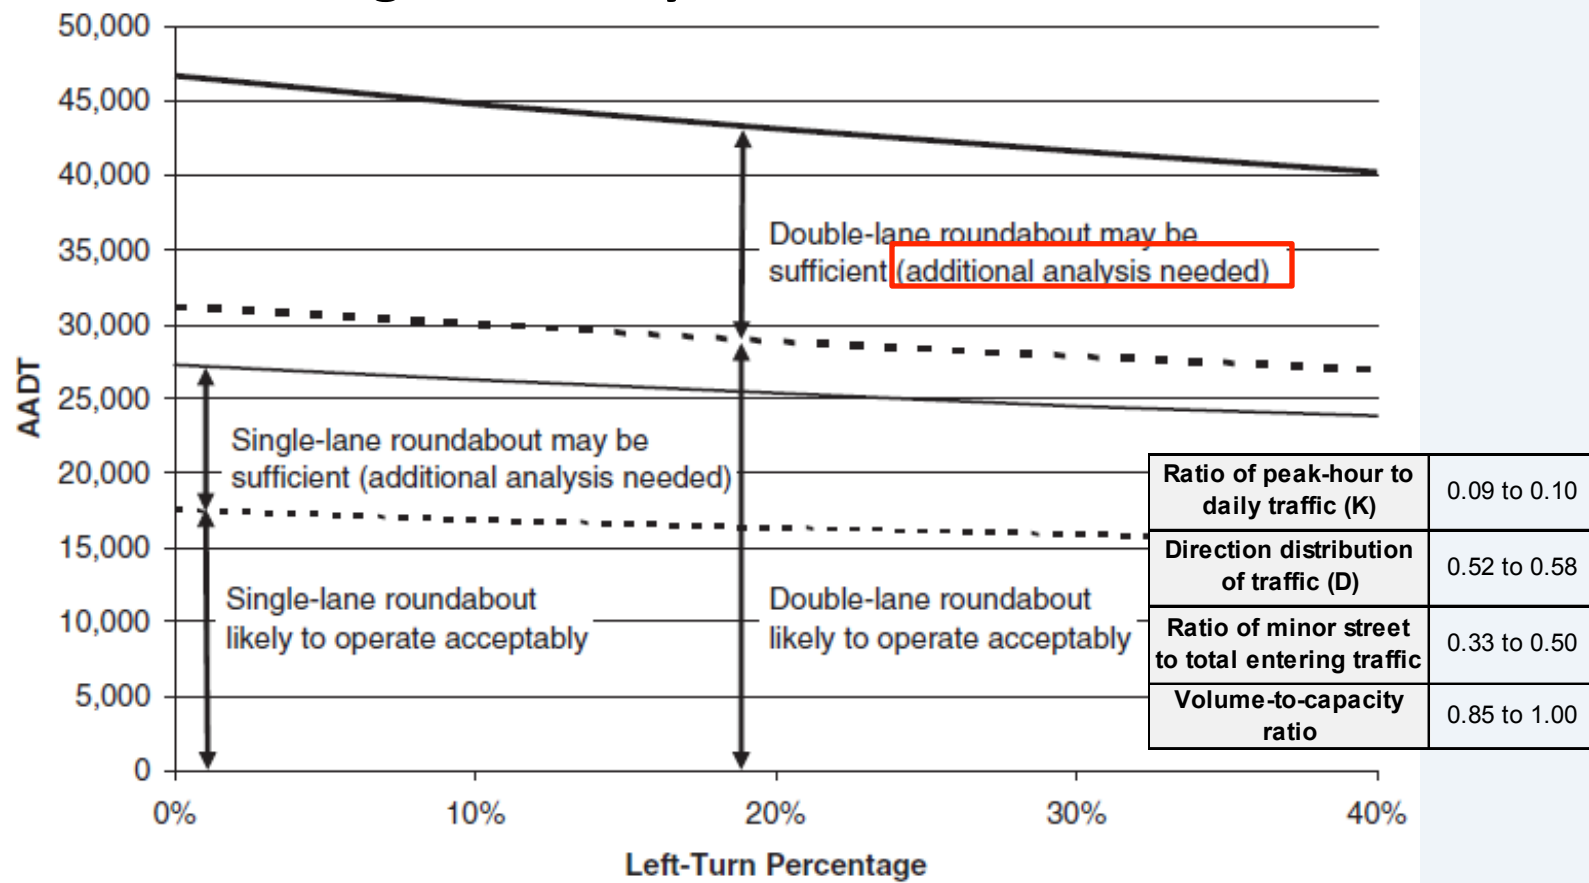 50,000
45,000
40,000
35,000
30,000
25,000
20,000
15,000
10,000
5,000
0
AADT
Double-lane roundabout may be
sufficient (additional analysis needed)
Single-lane roundabout may be
sufficient (additional analysis needed)
Single-lane roundabout
likely to operate acceptably
Double-lane roundabout
likely to operate acceptably
Ratio of peak-hour to
daily traffic (K)
0.09 to 0.10
Direction distribution
of traffic (D)
0.52 to 0.58
Ratio of minor street
to total entering traffic
0.33 to 0.50
Volume-to-capacity
ratio
0.85 to 1.00
0%
10%
20%
30%
40%
Left-Turn Percentage